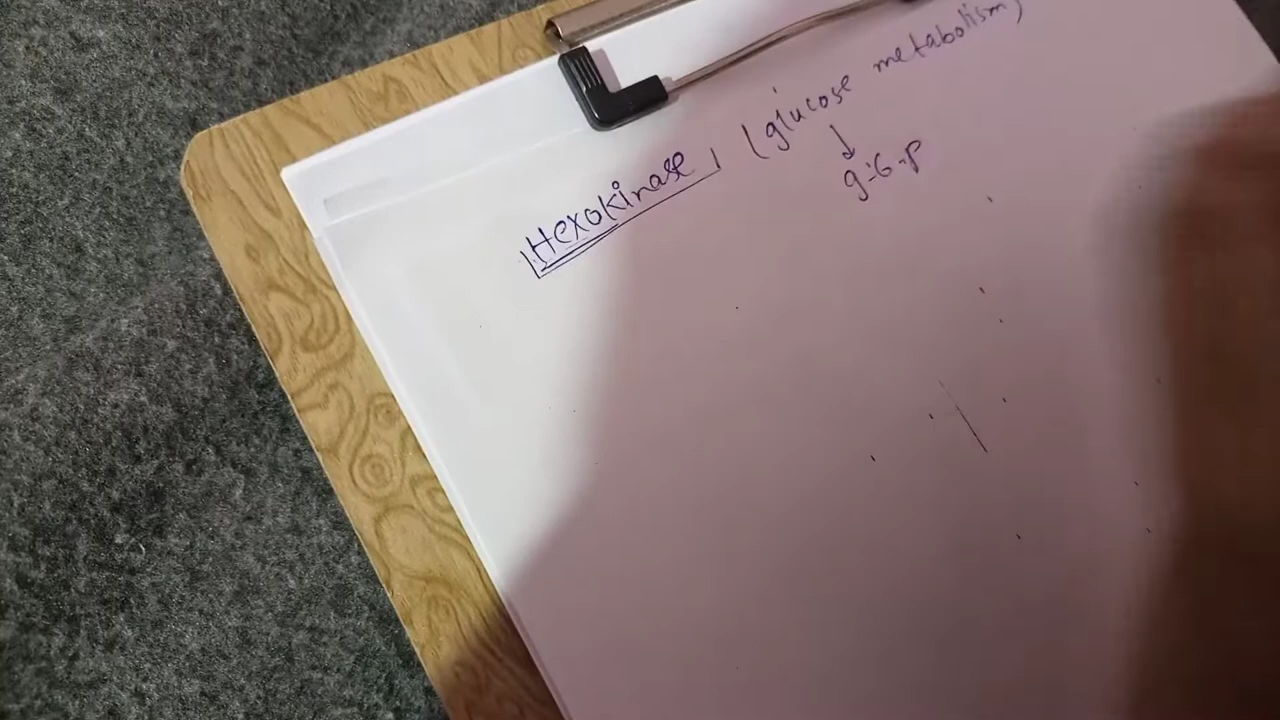 Hexokinase, (glucose metabolism)
↓
g-6-p